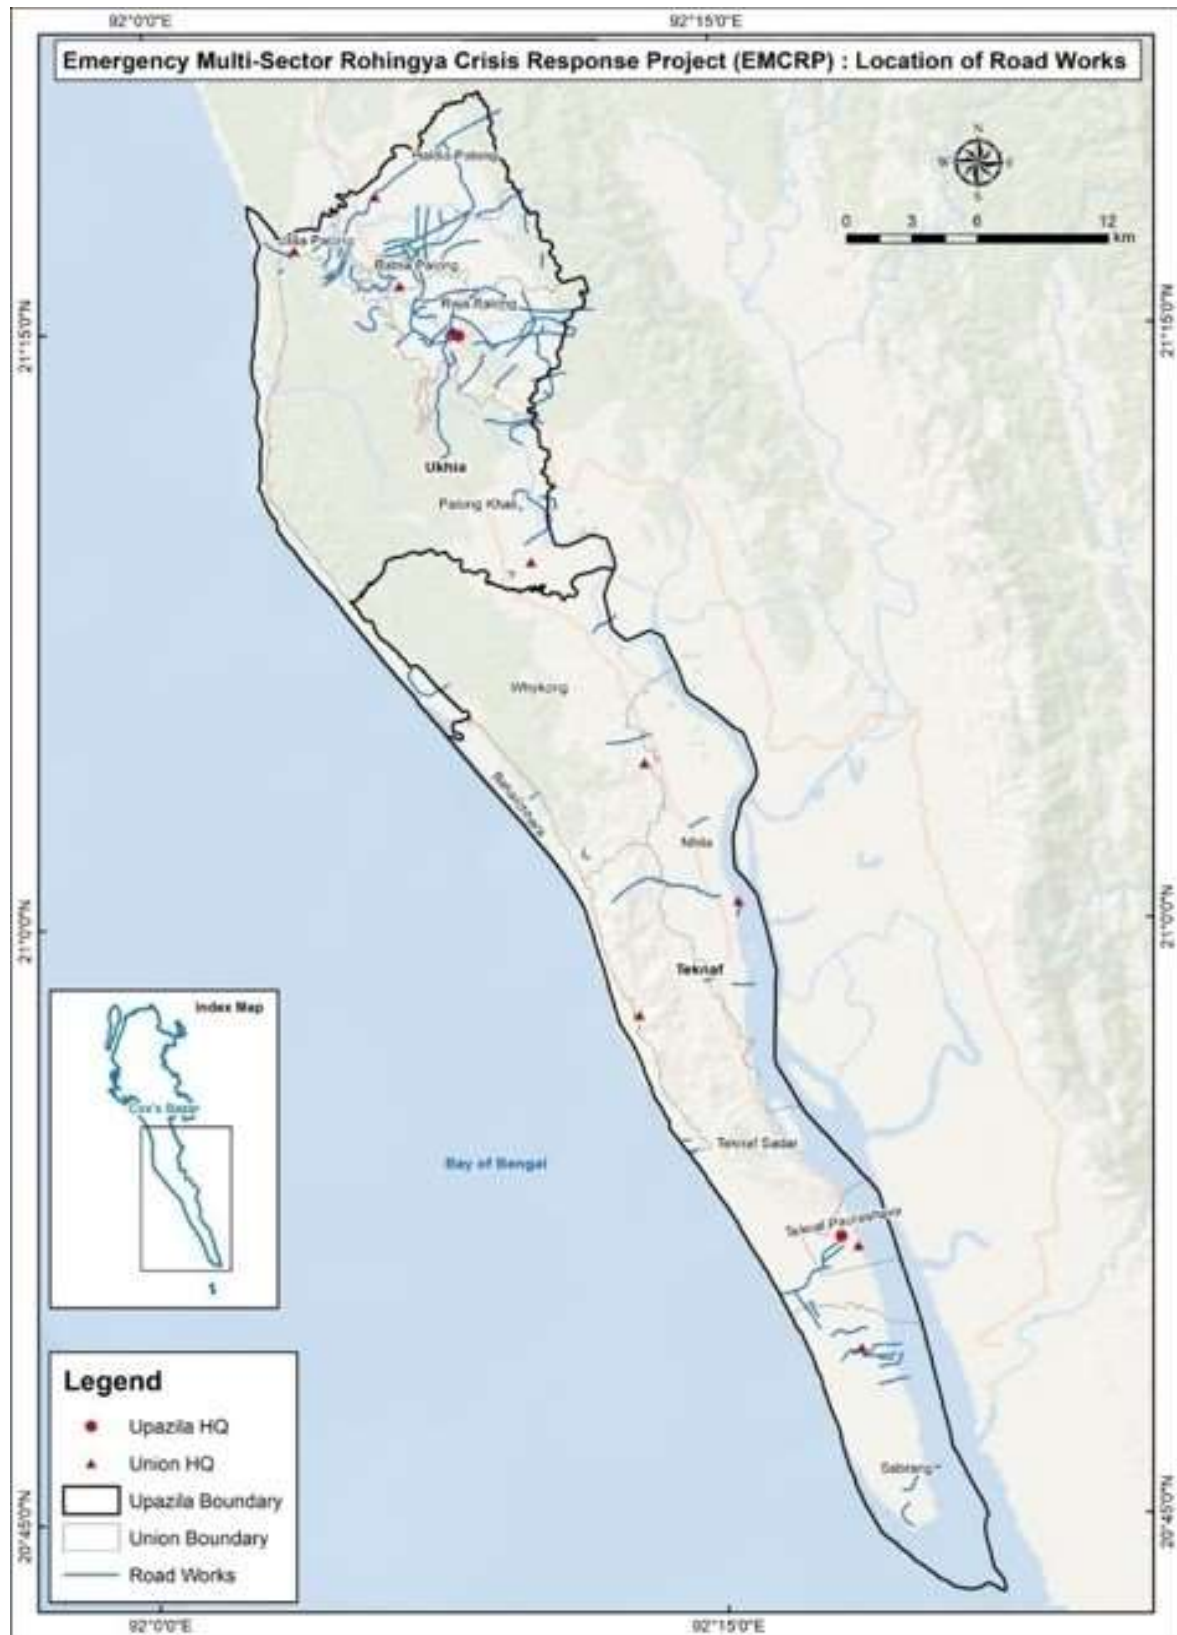 92°0'0"E
92°15'0"E
Emergency Multi-Sector Rohingya Crisis Response Project (EMCRP) : Location of Road Works
N
W
E
S
0 3 6 12
km
Palong
Palong
Palong
Palong
21°15'0"N
21°15'0"N
Ukhia
Palong Khali
Whykong
Baharchhara
Nhila
21°0'0"N
21°0'0"N
Teknaf
Index Map
Cox's Bazar
Teknaf Sadar
Bay of Bengal
Teknaf Paurashava
Legend
Upazila HQ
Union HQ
Upazila Boundary
Union Boundary
Road Works
Sabrang
20°45'0"N
20°45'0"N
92°0'0"E
92°15'0"E